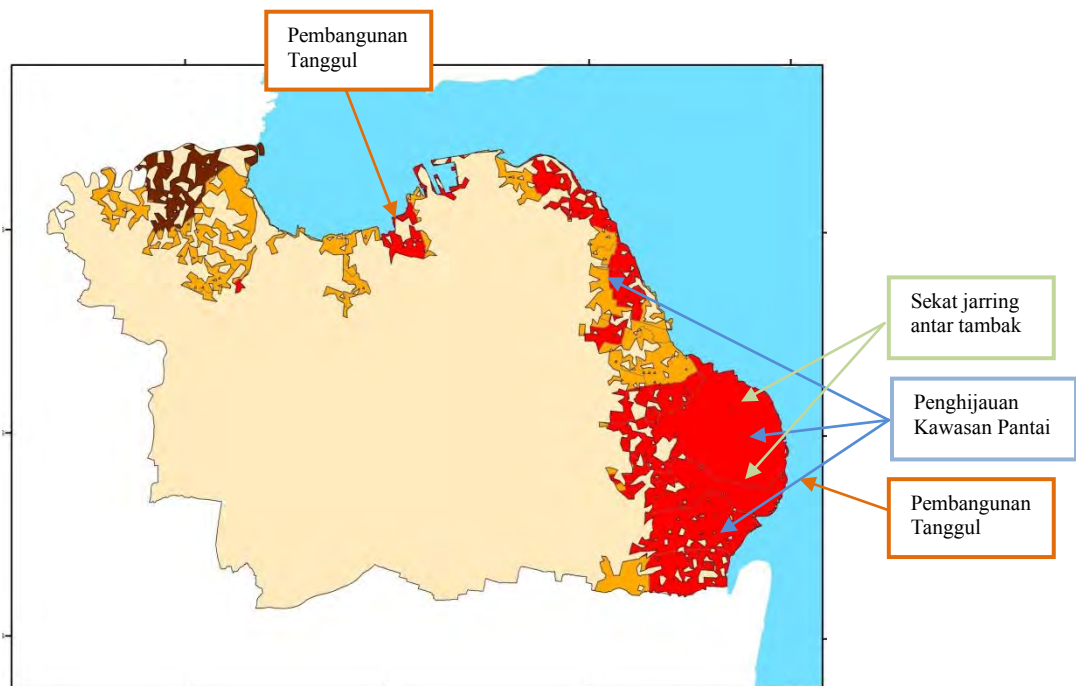 Pembangunan
Tanggul
Sekat jarring
antar tambak
Penghijauan
Kawasan Pantai
Pembangunan
Tanggul